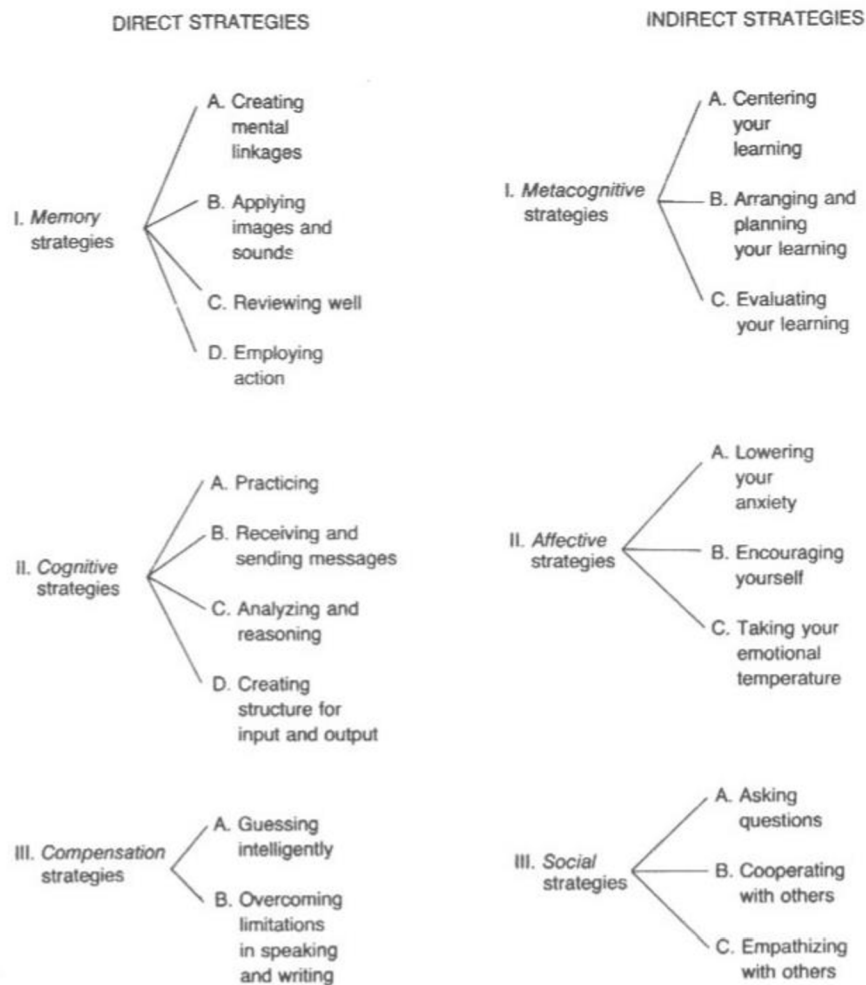 DIRECT STRATEGIES
I. Memory
strategies
A. Creating
mental
linkages
B. Applying
images and
sounds
C. Reviewing well
D. Employing
action
II. Cognitive
strategies
A. Practicing
B. Receiving and
sending messages
C. Analyzing and
reasoning
D. Creating
structure for
input and output
III. Compensation
strategies
A. Guessing
intelligently
B. Overcoming
limitations
in speaking
and writing
INDIRECT STRATEGIES
I. Metacognitive
strategies
A. Centering
your
learning
B. Arranging and
planning
your learning
C. Evaluating
your learning
II. Affective
strategies
A. Lowering
your
anxiety
B. Encouraging
yourself
C. Taking your
emotional
temperature
III. Social
strategies
A. Asking
questions
B. Cooperating
with others
C. Empathizing
with others